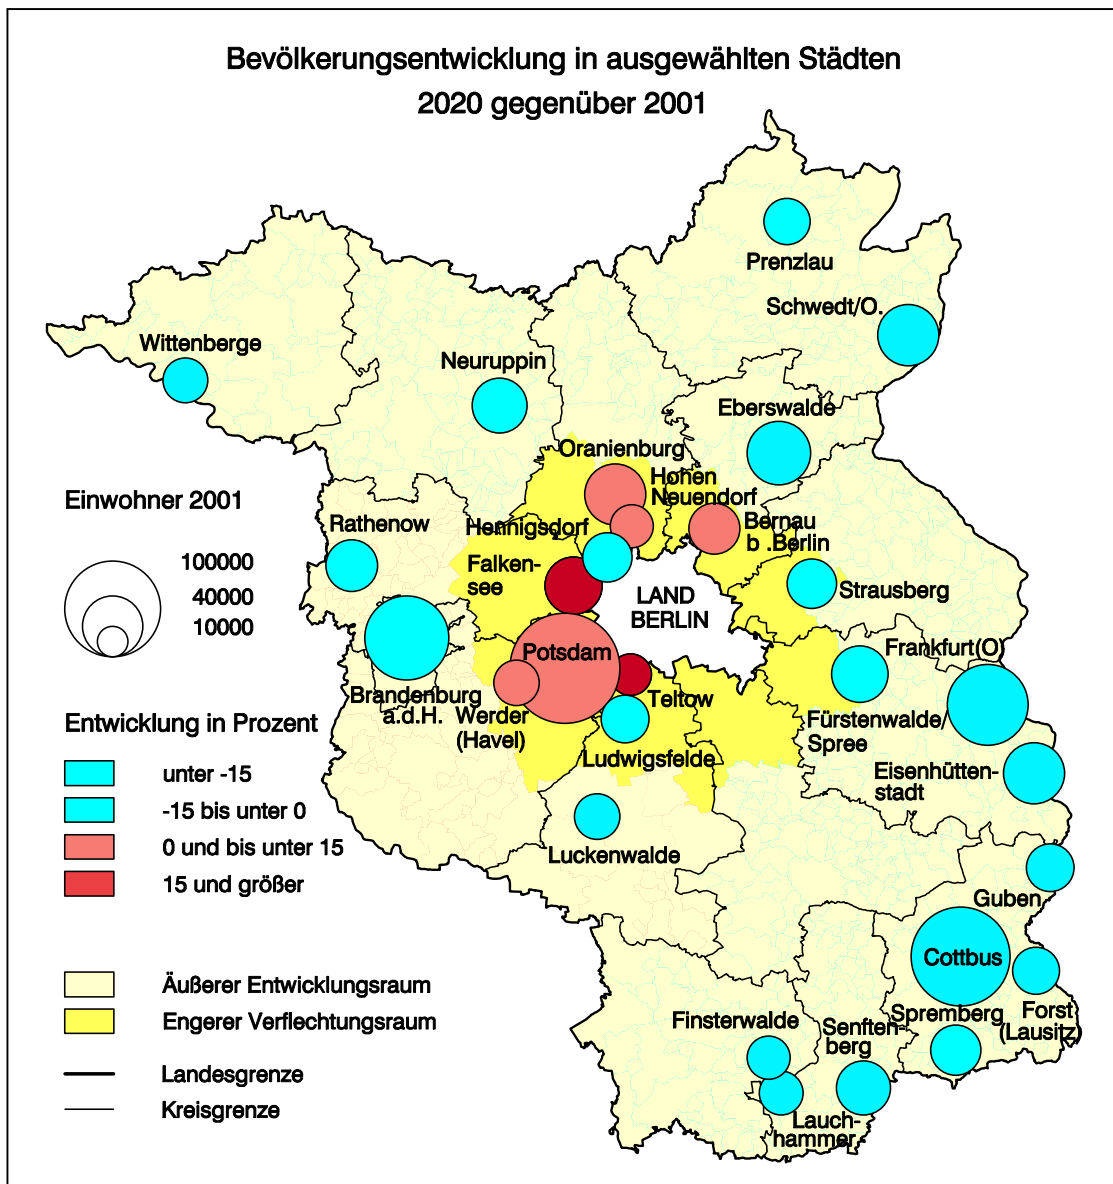 Bevölkerungsentwicklung in ausgewählten Städten
2020 gegenüber 2001
Prenzlau
Schwedt/O.
Wittenberge
Neuruppin
Eberswalde
Oranienburg
Hohen
Neuendorf
Hennigsdorf
Bernau
b .Berlin
Rathenow
Falken-
see
Strausberg
LAND
BERLIN
Potsdam
Frankfurt(O)
Teltow
Brandenburg
a.d.H.
Werder
(Havel)
Ludwigsfelde
Fürstenwalde/
Spree
Eisenhütten-
stadt
Luckenwalde
Guben
Cottbus
Forst
(Lausitz)
Spremberg
Finsterwalde
Senften-
berg
Lauch-
hammer
Einwohner 2001
100000
40000
10000
Entwicklung in Prozent
unter -15
-15 bis unter 0
0 und bis unter 15
15 und größer
Äußerer Entwicklungsraum
Engerer Verflechtungsraum
Landesgrenze
Kreisgrenze